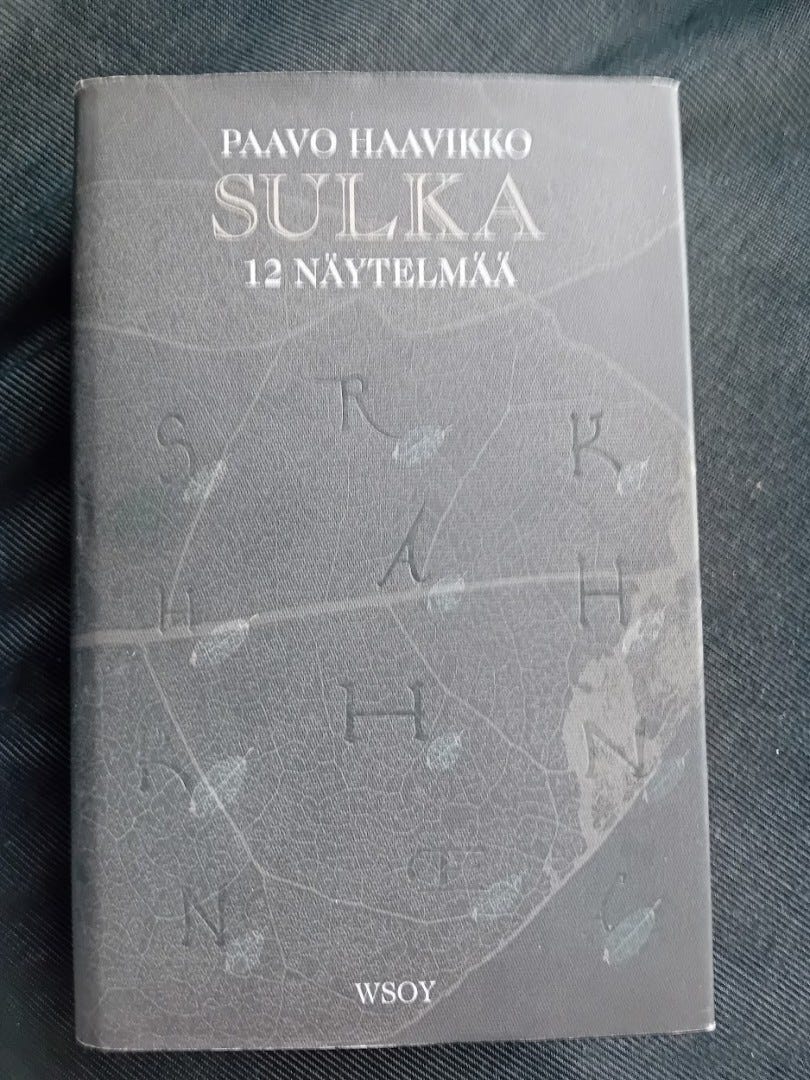 PAAVO HAAVIKKO
SULKA
12 NÄYTELMÄÄ
S R K
A
H H
H
N
N
WSOY